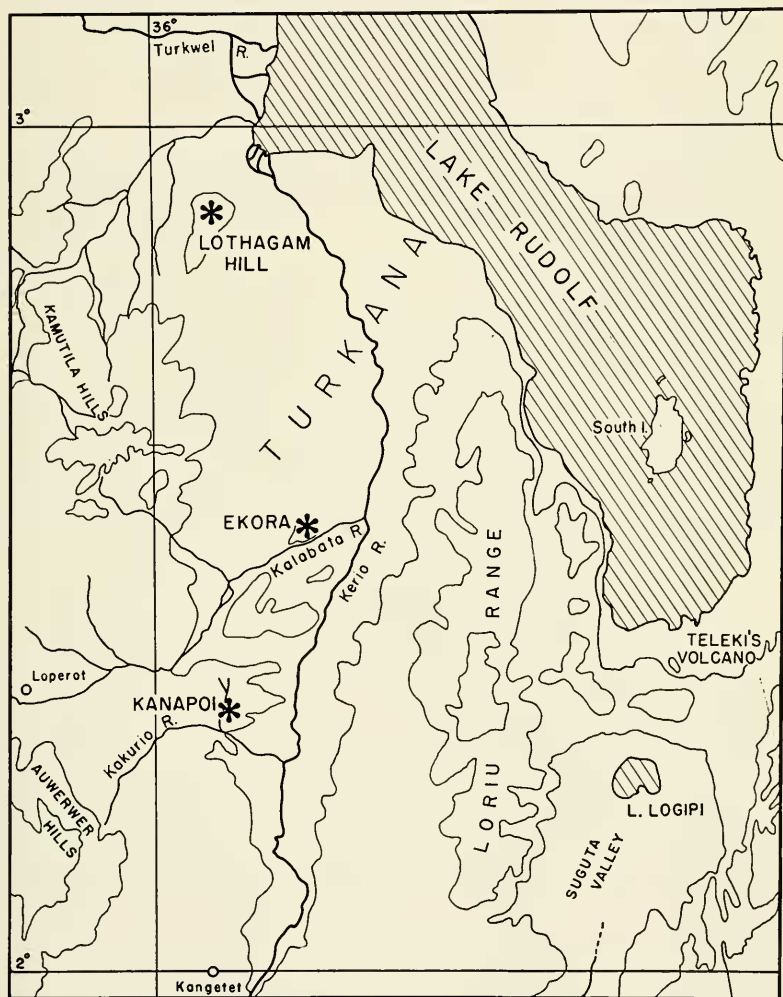 36°
Turkwel R.
3°
LAKE RUDOLF
LOTHAGAM
HILL
TURKANA
KAMUTILA HILLS
South I.
EKORA
Kalabata R.
Kerio R.
LORIU RANGE
TELEKI'S
VOLCANO
Loperot
KANAPOI
Kakurio R.
AUWERWER
HILLS
L. LOGIPI
SUGUTA
VALLEY
2°
Kangetet